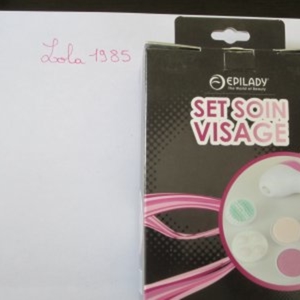 Lola 1985
EPILADY
The World of Beauty
SET SOIN
VISAGE